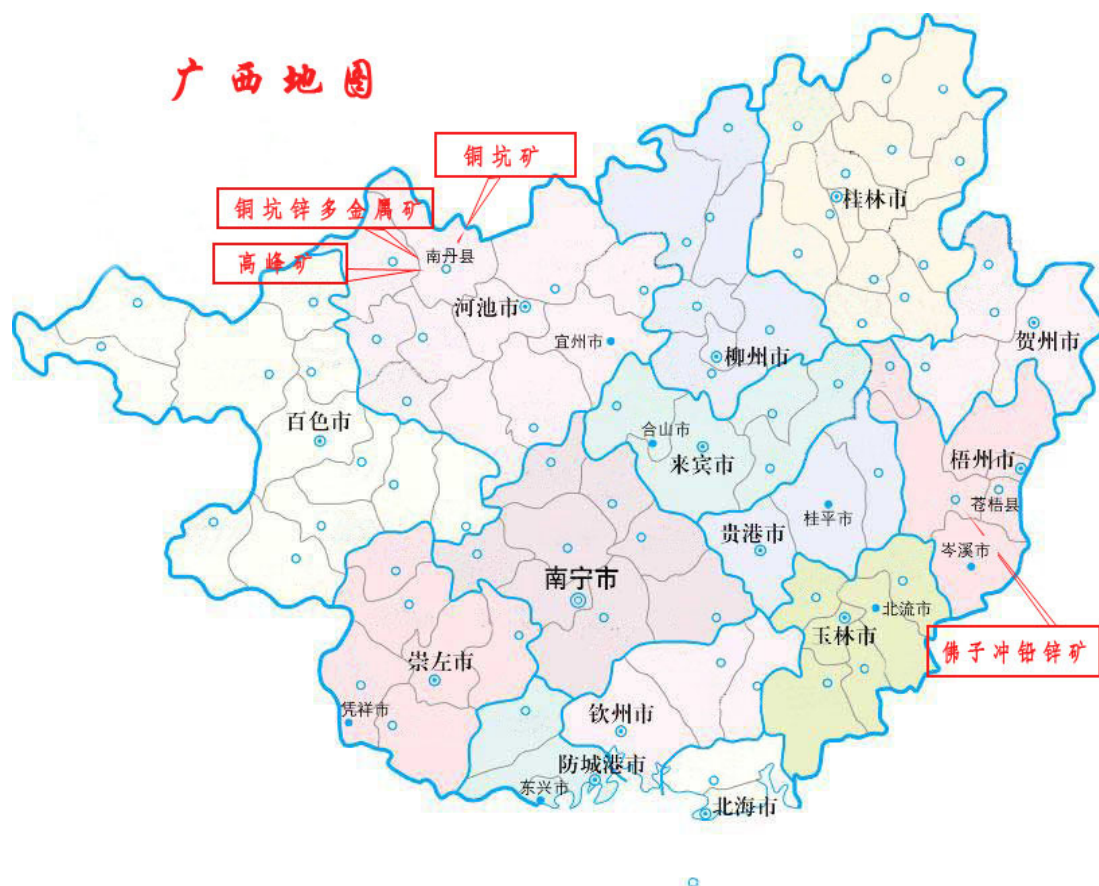 广西地图
铜坑矿
铜坑锌多金属矿
桂林市
南丹县
高峰矿
河池市
宜州市
贺州市
柳州市
百色市
合山市
来宾市
梧州市
苍梧县
桂平市
贵港市
岑溪市
南宁市
北流市
玉林市
佛子冲铅锌矿
崇左市
凭祥市
钦州市
防城港市
东兴市
北海市